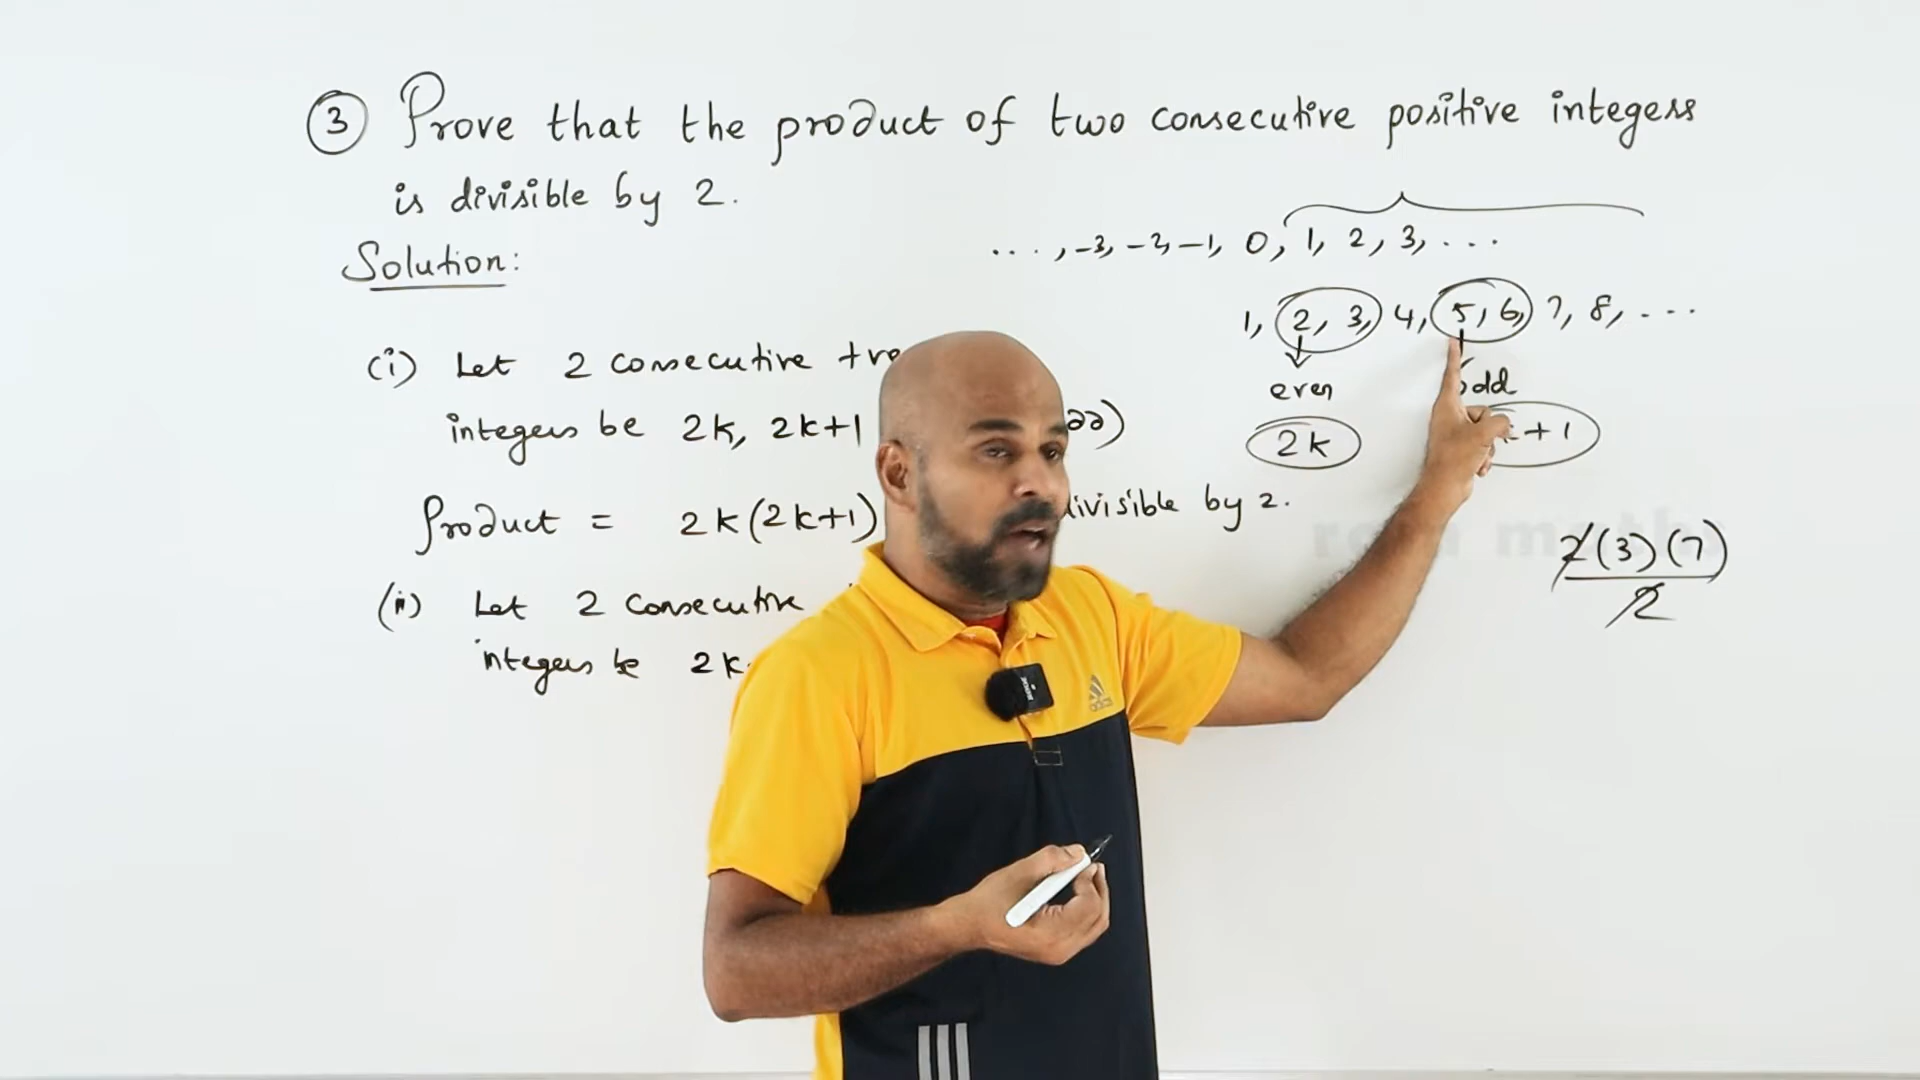 ③ Prove that the product of two consecutive positive integers
is divisible by 2.
Solution:
..., -3, -2, -1, 0, 1, 2, 3, ...
1, 2, 3, 4, 5, 6, 7, 8, ...
even
odd
2k
+1
(i) Let 2 consecutive +ve
integers be 2k, 2k+1
Product = 2k(2k+1) divisible by 2.
2(3)(7)
2
(ii) Let 2 consecutive
integers be 2k
adidas